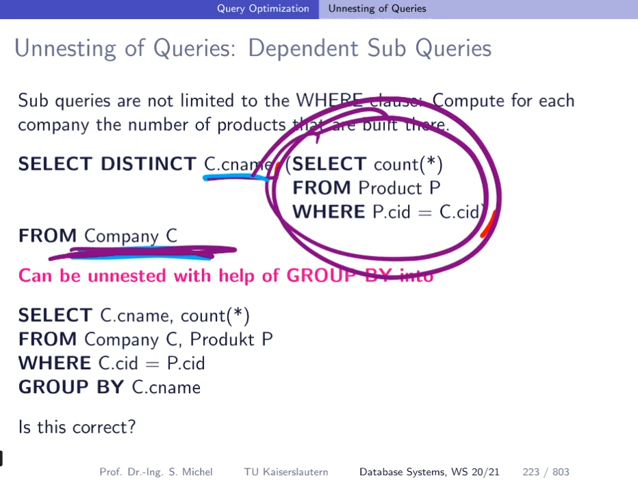 Query Optimization Unnesting of Queries
Unnesting of Queries: Dependent Sub Queries
Sub queries are not limited to the WHERE clause: Compute for each
company the number of products that are built there.
SELECT DISTINCT C.cname, (SELECT count(*)
FROM Product P
WHERE P.cid = C.cid)
FROM Company C
Can be unnested with help of GROUP BY into
SELECT C.cname, count(*)
FROM Company C, Produkt P
WHERE C.cid = P.cid
GROUP BY C.cname
Is this correct?
Prof. Dr.-Ing. S. Michel TU Kaiserslautern Database Systems, WS 20/21 223 / 803